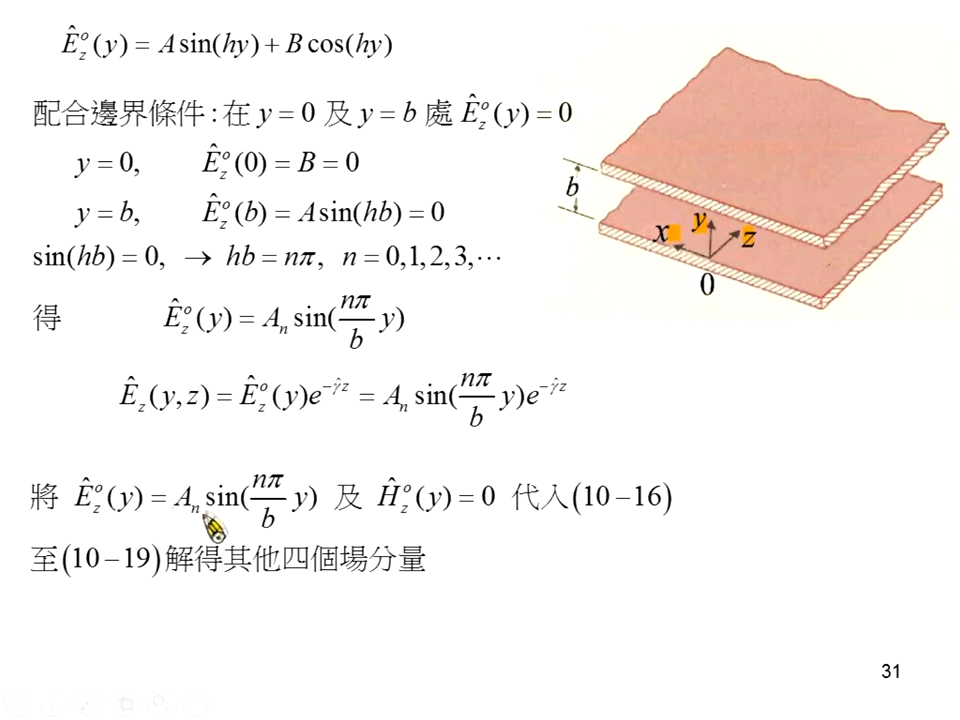 Ê_z^o(y) = A sin(hy) + B cos(hy)
配合邊界條件 : 在 y = 0 及 y = b 處 Ê_z^o(y) = 0
y = 0, Ê_z^o(0) = B = 0
y = b, Ê_z^o(b) = A sin(hb) = 0
sin(hb) = 0, → hb = nπ, n = 0,1,2,3,⋯
得 Ê_z^o(y) = A_n sin(nπ/b y)
Ê_z(y,z) = Ê_z^o(y)e^{-γ̂z} = A_n sin(nπ/b y)e^{-γ̂z}
將 Ê_z^o(y) = A_n sin(nπ/b y) 及 Ĥ_z^o(y) = 0 代入(10−16)
至(10−19)解得其他四個場分量
b
x y z
0
31